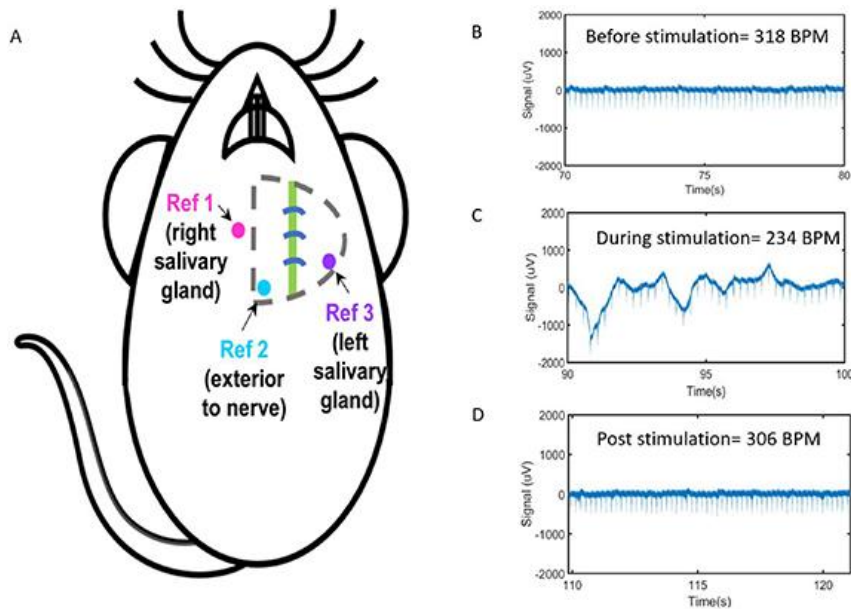 A
Ref 1
(right
salivary
gland)
Ref 2
(exterior
to nerve)
Ref 3
(left
salivary
gland)
B
Before stimulation= 318 BPM
Signal (uV)
2000
1000
0
-1000
-2000
70
75
80
Time(s)
C
During stimulation= 234 BPM
Signal (uV)
2000
1000
0
-1000
-2000
90
95
100
Time(s)
D
Post stimulation= 306 BPM
Signal (uV)
2000
1000
0
-1000
-2000
110
115
120
Time(s)